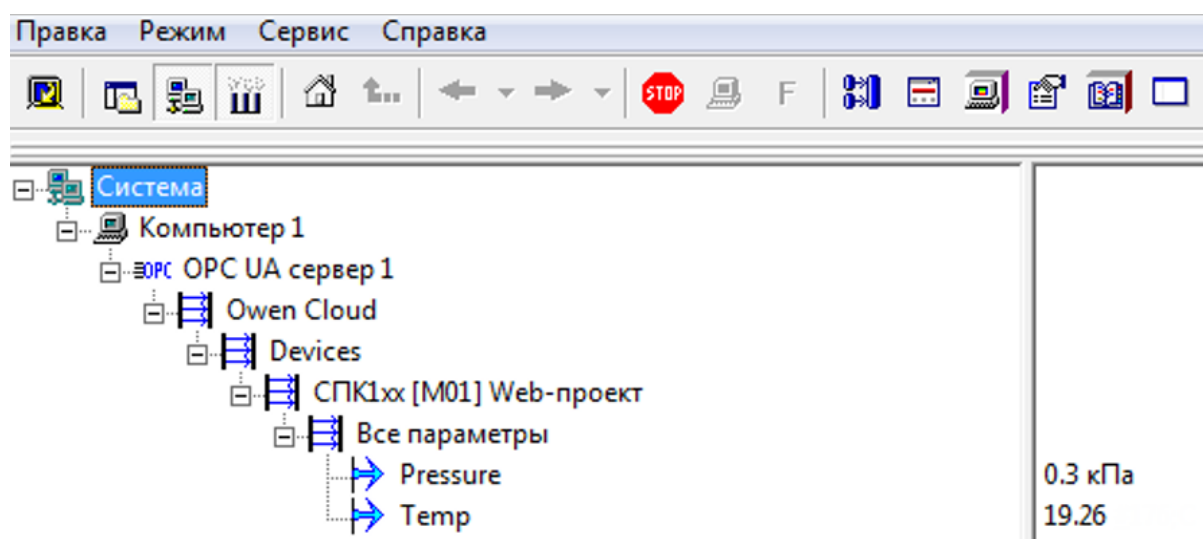 Правка Режим Сервис Справка
STOP F
Система
Компьютер 1
OPC OPC UA сервер 1
Owen Cloud
Devices
СПК1xx [M01] Web-проект
Все параметры
Pressure 0.3 кПа
Temp 19.26